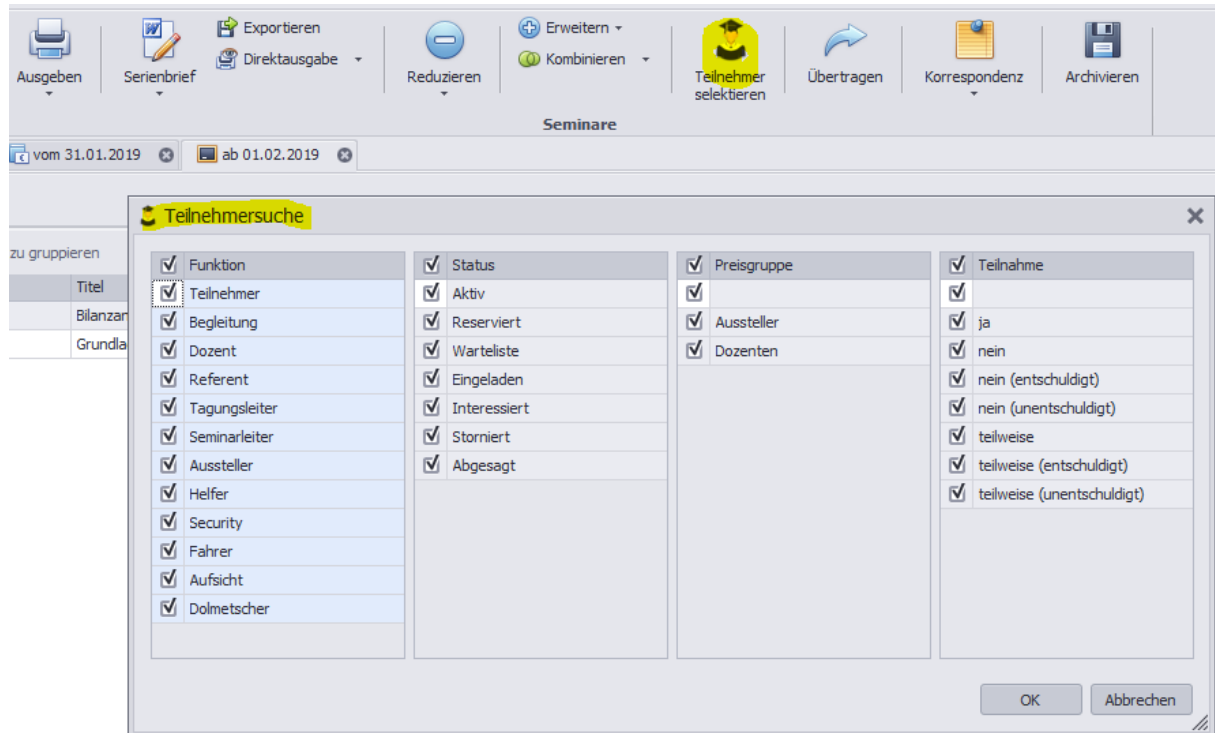 Ausgeben
Serienbrief
Exportieren
Direktausgabe
Reduzieren
Erweitern
Kombinieren
Teilnehmer
selektieren
Übertragen
Korrespondenz
Archivieren
Seminare
vom 31.01.2019
ab 01.02.2019
Teilnehmersuche
zu gruppieren
Titel
Bilanzan
Grundla
Funktion
Teilnehmer
Begleitung
Dozent
Referent
Tagungsleiter
Seminarleiter
Aussteller
Helfer
Security
Fahrer
Aufsicht
Dolmetscher
Status
Aktiv
Reserviert
Warteliste
Eingeladen
Interessiert
Storniert
Abgesagt
Preisgruppe
Aussteller
Dozenten
Teilnahme
ja
nein
nein (entschuldigt)
nein (unentschuldigt)
teilweise
teilweise (entschuldigt)
teilweise (unentschuldigt)
OK
Abbrechen